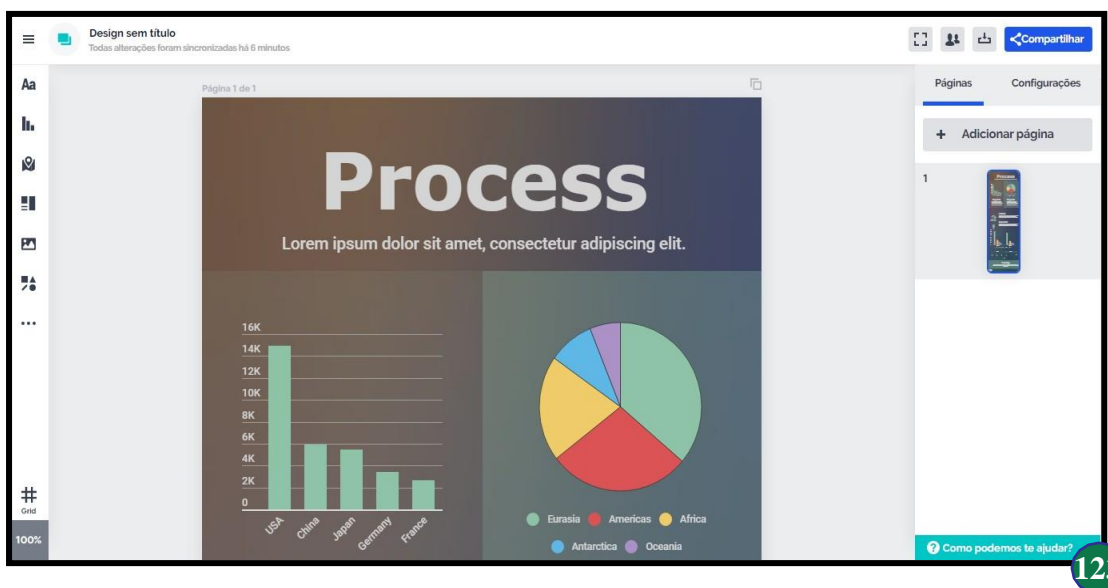 Design sem título
Todas alterações foram sincronizadas há 6 minutos
Compartilhar
Aa
Grid
100%
Página 1 de 1
Process
Lorem ipsum dolor sit amet, consectetur adipiscing elit.
16K
14K
12K
10K
8K
6K
4K
2K
0
USA
China
Japan
Germany
France
Eurasia
Americas
Africa
Antarctica
Oceania
Páginas
Configurações
+ Adicionar página
1
Process
? Como podemos te ajudar?